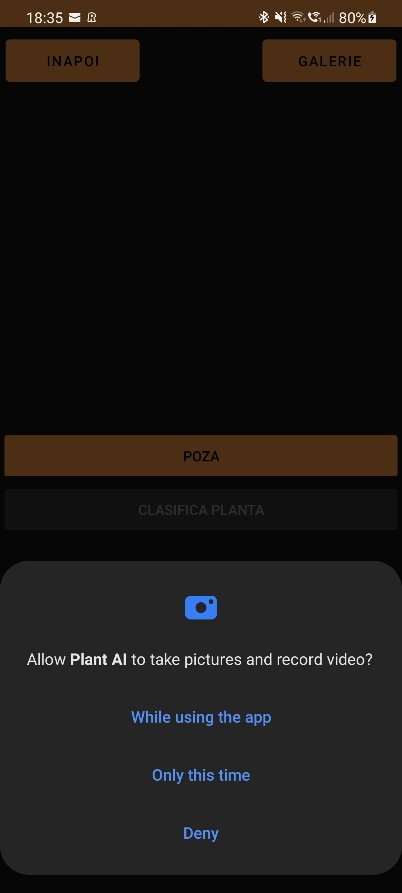 18:35 80%
INAPOI GALERIE
POZA
CLASIFICA PLANTA
Allow Plant AI to take pictures and record video?
While using the app
Only this time
Deny